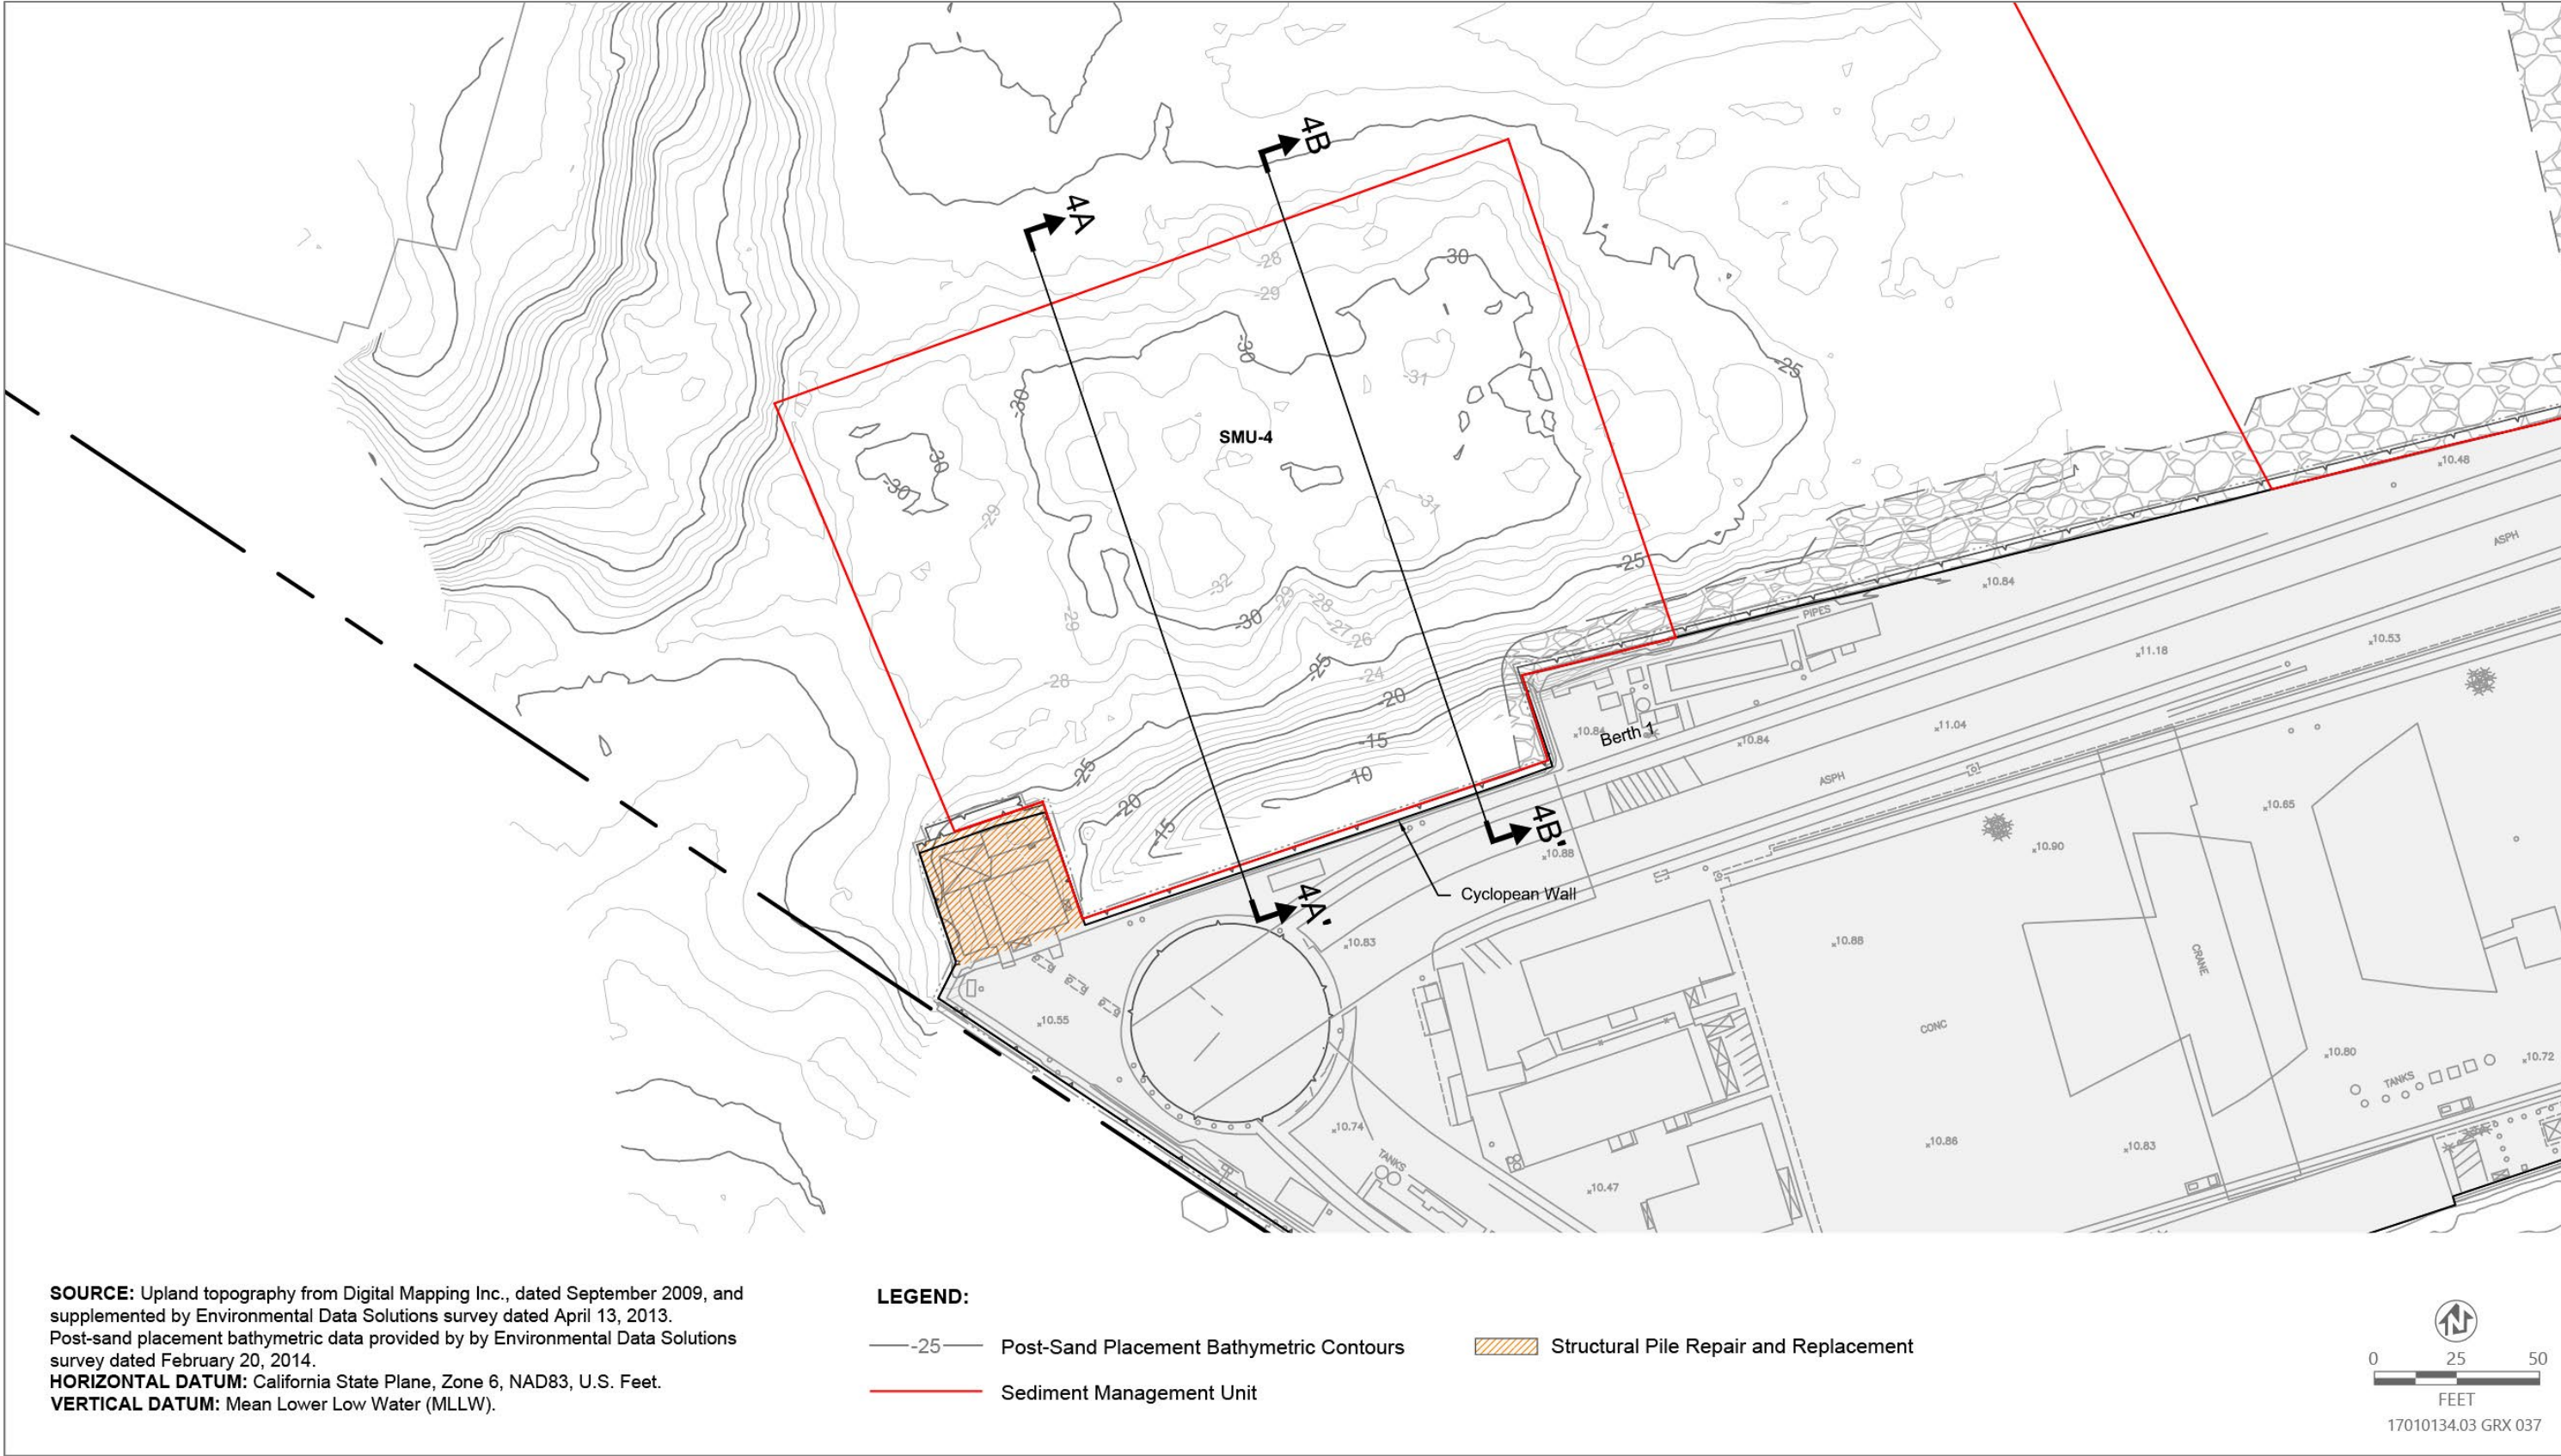 4B
4A
-28
-29
-30
-30
-30
-31
-25
SMU-4
-30
-30
-29
-31
10.48
ASPH
-25
10.84
-32
-29
-28
-27
-26
-30
-29
PIPES
10.53
11.18
-28
-25
-24
-20
-15
-10
10.84
Berth 1
10.84
11.04
ASPH
-25
-20
-15
10.65
4B'
10.88
10.90
4A'
Cyclopean Wall
10.83
10.88
CRANE
10.55
CONC
10.80
10.72
TANKS
10.74
TANKS
10.86
10.83
10.47
SOURCE: Upland topography from Digital Mapping Inc., dated September 2009, and
supplemented by Environmental Data Solutions survey dated April 13, 2013.
Post-sand placement bathymetric data provided by by Environmental Data Solutions
survey dated February 20, 2014.
HORIZONTAL DATUM: California State Plane, Zone 6, NAD83, U.S. Feet.
VERTICAL DATUM: Mean Lower Low Water (MLLW).
LEGEND:
-25 Post-Sand Placement Bathymetric Contours
Sediment Management Unit
Structural Pile Repair and Replacement
N
0 25 50
FEET
17010134.03 GRX 037